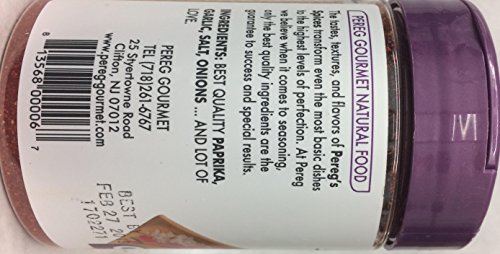 PEREG GOURMET NATURAL FOOD
The tastes, textures, and flavors of Pereg's
Spices transform even the most basic dishes
to the highest levels of perfection. At Pereg
we believe when it comes to seasoning,
only the best quality ingredients are the
guarantee to success and special results.
INGREDIENTS: BEST QUALITY PAPRIKA,
GARLIC, SALT, ONIONS ... AND LOT OF
LOVE.
PEREG GOURMET
TEL (718)261-6767
25 Styertowne Road
Clifton, NJ 07012
www.pereg-gourmet.com
8 13568 00006 7
BEST B
FEB 27 20
1702271